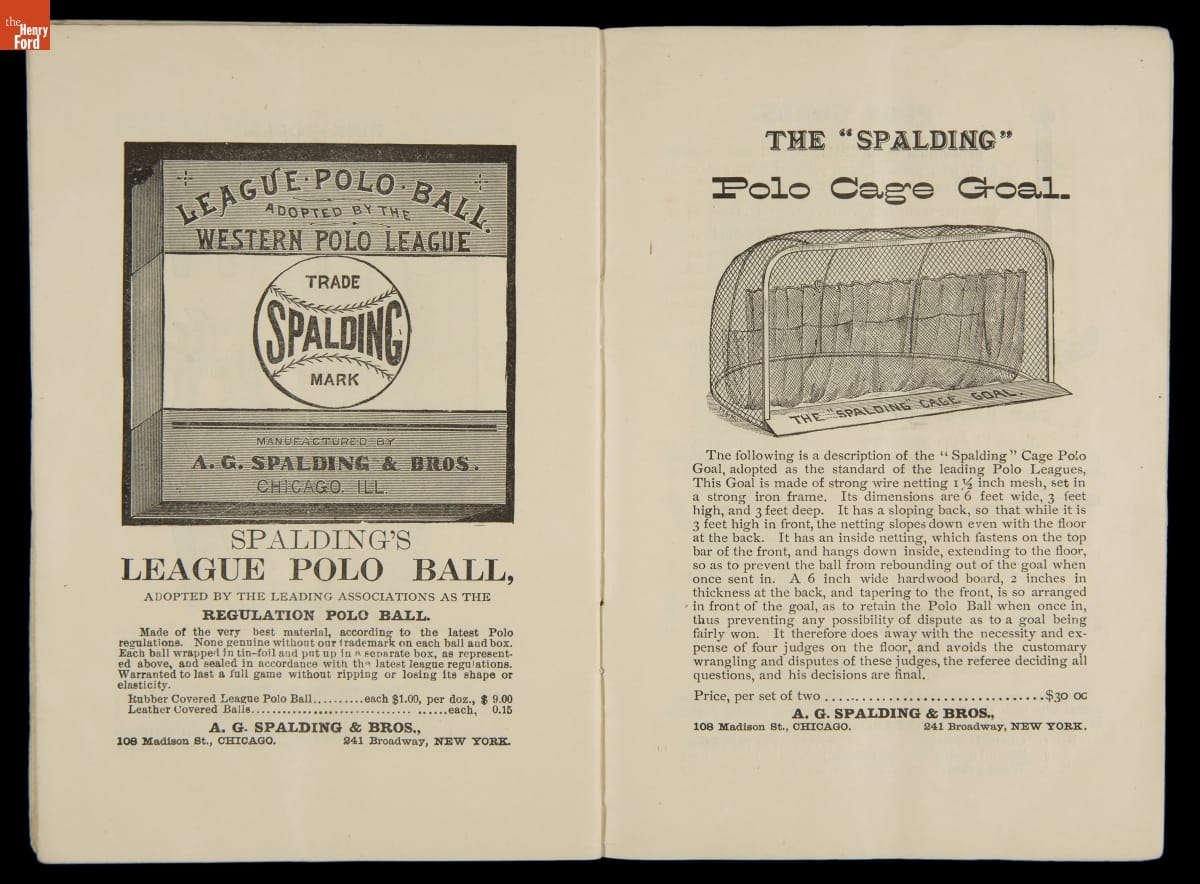 the
Henry
Ford
LEAGUE·POLO·BALL.
ADOPTED BY THE
WESTERN POLO LEAGUE
TRADE
SPALDING
MARK
MANUFACTURED BY
A. G. SPALDING & BROS.
CHICAGO. ILL.
SPALDING'S
LEAGUE POLO BALL,
ADOPTED BY THE LEADING ASSOCIATIONS AS THE
REGULATION POLO BALL.
Made of the very best material, according to the latest Polo
regulations. None genuine without our trademark on each ball and box.
Each ball wrapped in tin-foil and put up in a separate box, as represent-
ed above, and sealed in accordance with the latest league regulations.
Warranted to last a full game without ripping or losing its shape or
elasticity.
Rubber Covered League Polo Ball..........each $1.00, per doz., $ 9.00
Leather Covered Balls......................................each, 0.15
A. G. SPALDING & BROS.,
108 Madison St., CHICAGO. 241 Broadway, NEW YORK.
THE "SPALDING"
Polo Cage Goal.
THE "SPALDING" CAGE GOAL.
The following is a description of the "Spalding" Cage Polo
Goal, adopted as the standard of the leading Polo Leagues,
This Goal is made of strong wire netting 1½ inch mesh, set in
a strong iron frame. Its dimensions are 6 feet wide, 3 feet
high, and 3 feet deep. It has a sloping back, so that while it is
3 feet high in front, the netting slopes down even with the floor
at the back. It has an inside netting, which fastens on the top
bar of the front, and hangs down inside, extending to the floor,
so as to prevent the ball from rebounding out of the goal when
once sent in. A 6 inch wide hardwood board, 2 inches in
thickness at the back, and tapering to the front, is so arranged
in front of the goal, as to retain the Polo Ball when once in,
thus preventing any possibility of dispute as to a goal being
fairly won. It therefore does away with the necessity and ex-
pense of four judges on the floor, and avoids the customary
wrangling and disputes of these judges, the referee deciding all
questions, and his decisions are final.
Price, per set of two..............................$30 00
A. G. SPALDING & BROS.,
108 Madison St., CHICAGO. 241 Broadway, NEW YORK.